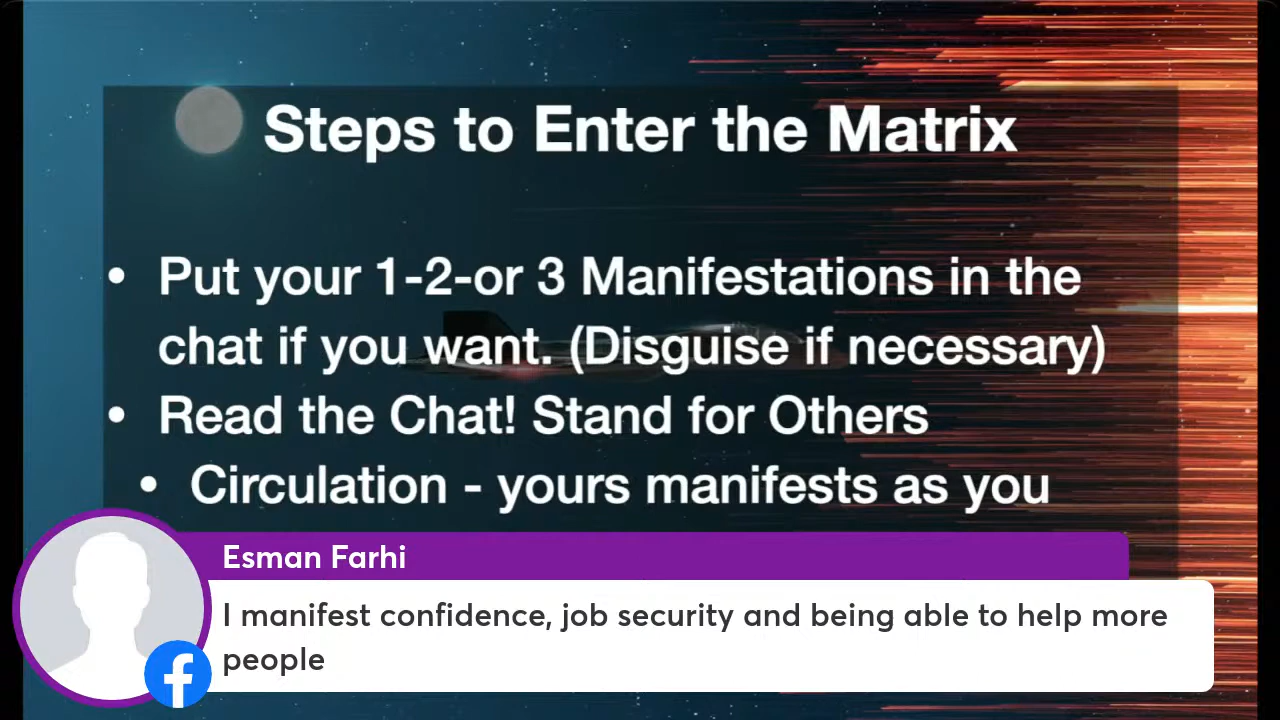 Steps to Enter the Matrix
• Put your 1-2-or 3 Manifestations in the
chat if you want. (Disguise if necessary)
• Read the Chat! Stand for Others
• Circulation - yours manifests as you
Esman Farhi
I manifest confidence, job security and being able to help more
people